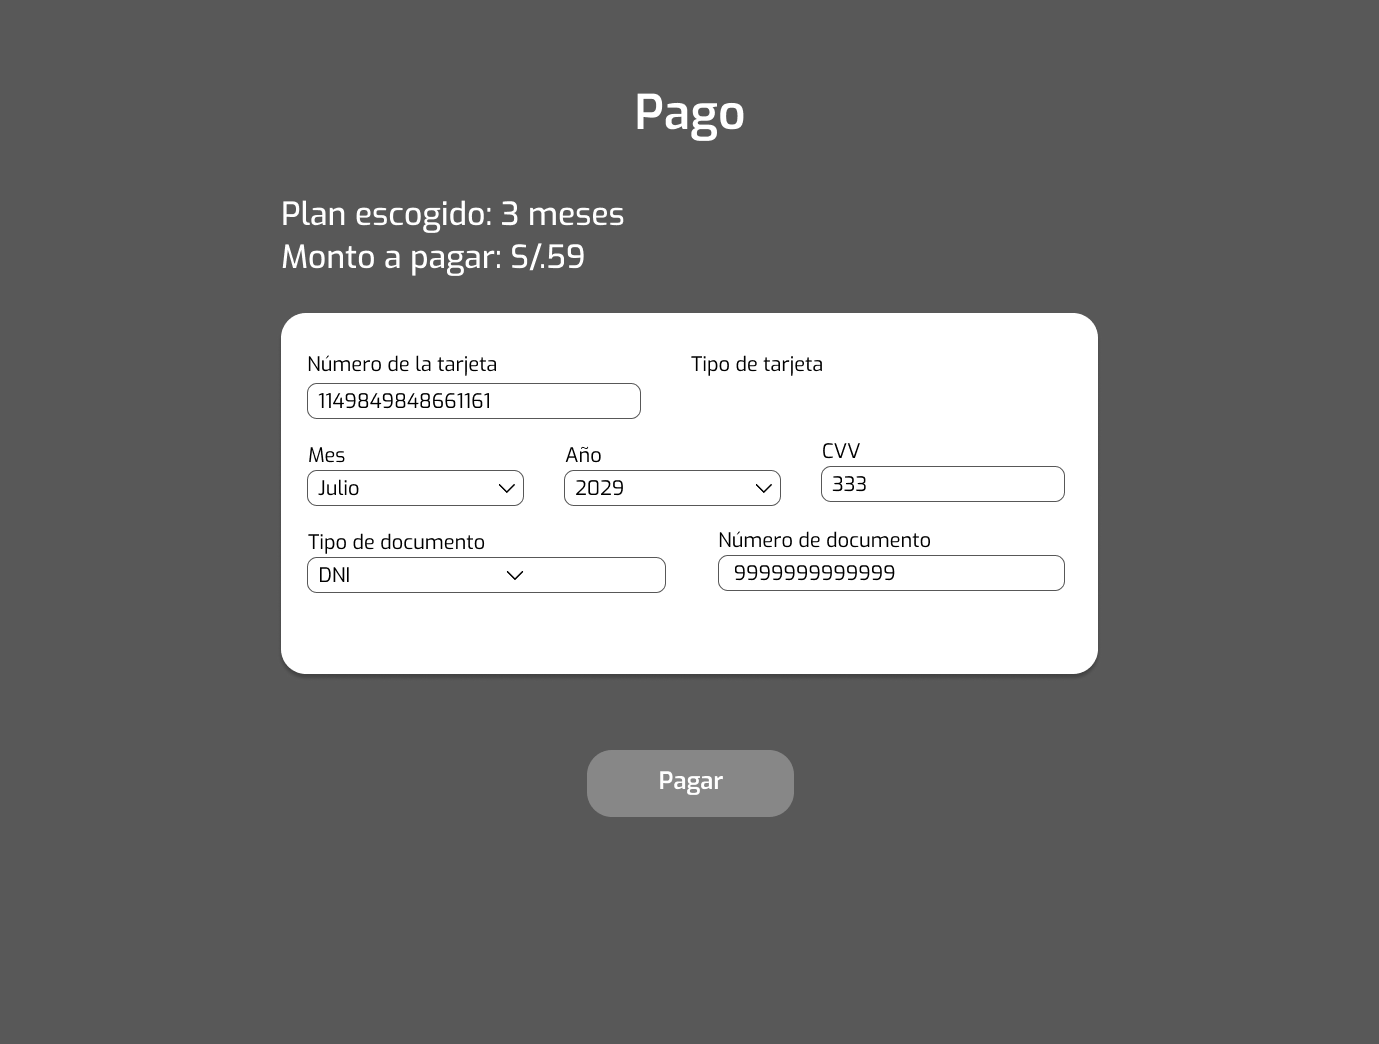 Pago
Plan escogido: 3 meses
Monto a pagar: S/.59
Número de la tarjeta
Tipo de tarjeta
1149849848661161
Mes
Año
CVV
Julio
2029
333
Tipo de documento
Número de documento
DNI
9999999999999
Pagar